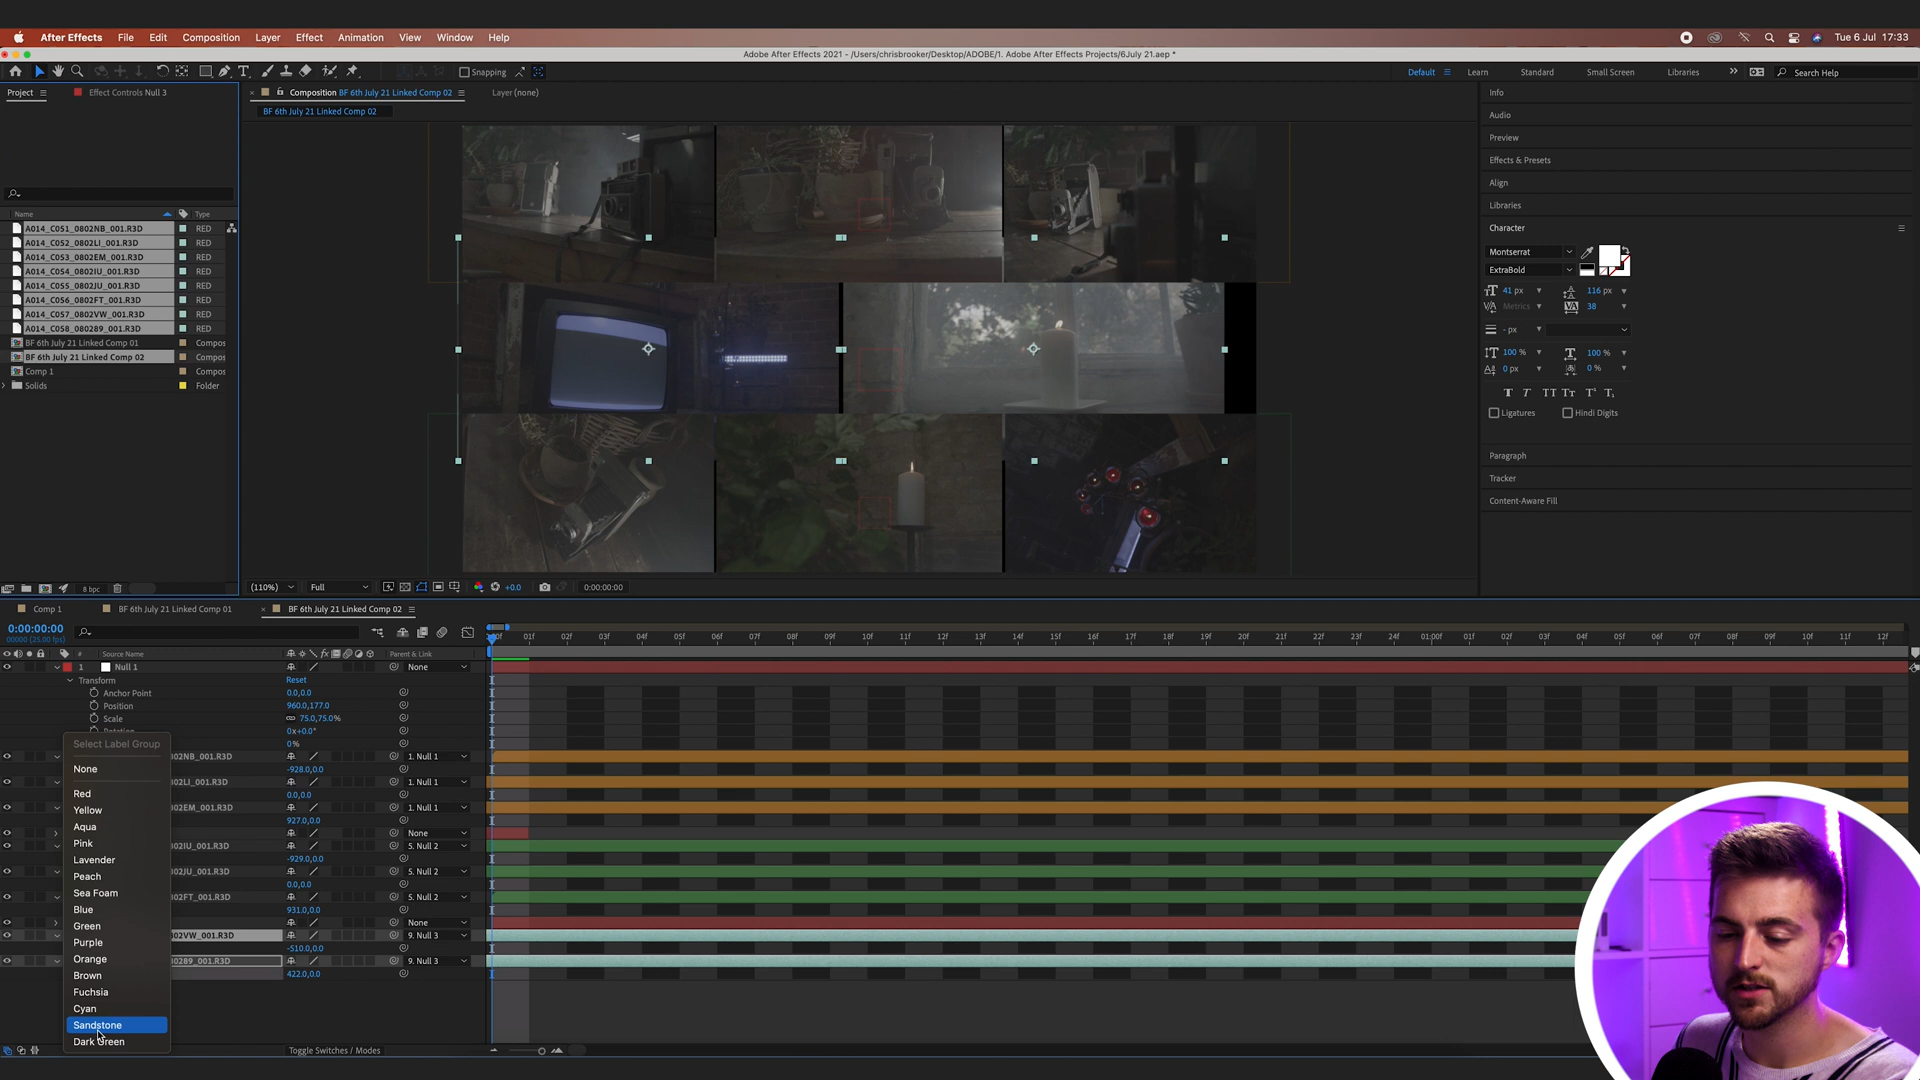 After Effects File Edit Composition Layer Effect Animation View Window Help Tue 6 Jul 17:33
Adobe After Effects 2021 - /Users/chrisbrooker/Desktop/ADOBE/1. Adobe After Effects Projects/6July 21.aep *
Snapping Default Learn Standard Small Screen Libraries Search Help
Project Effect Controls Null 3 Composition BF 6th July 21 Linked Comp 02 Layer (none)
BF 6th July 21 Linked Comp 02
Name Type
A014_C051_0802NB_001.R3D RED
A014_C052_0802LI_001.R3D RED
A014_C053_0802EM_001.R3D RED
A014_C054_0802IU_001.R3D RED
A014_C055_0802JU_001.R3D RED
A014_C056_0802FT_001.R3D RED
A014_C057_0802VW_001.R3D RED
A014_C058_080289_001.R3D RED
BF 6th July 21 Linked Comp 01 Compos
BF 6th July 21 Linked Comp 02 Compos
Comp 1 Compos
Solids Folder
8 bpc
(110%) Full +0.0 0:00:00:00
Info
Audio
Preview
Effects & Presets
Align
Libraries
Character
Montserrat
ExtraBold
41 px 116 px
Metrics 38
- px
100 % 100 %
0 px 0 %
T T TT Tt T¹ T₁
Ligatures Hindi Digits
Paragraph
Tracker
Content-Aware Fill
Comp 1 BF 6th July 21 Linked Comp 01 BF 6th July 21 Linked Comp 02
0:00:00:00
00000 (25.00 fps)
01f 02f 03f 04f 05f 06f 07f 08f 09f 10f 11f 12f 13f 14f 15f 16f 17f 18f 19f 20f 21f 22f 23f 24f 01:00f 01f 02f 03f 04f 05f 06f 07f 08f 09f 10f 11f 12f
# Source Name Parent & Link
1 Null 1 None
Transform Reset
Anchor Point 0.0,0.0
Position 960.0,177.0
Scale 75.0,75.0%
Rotation 0x+0.0°
0%
Select Label Group
None
Red
Yellow
Aqua
Pink
Lavender
Peach
Sea Foam
Blue
Green
Purple
Orange
Brown
Fuchsia
Cyan
Sandstone
Dark Green
02NB_001.R3D 1. Null 1
-928.0,0.0
02LI_001.R3D 1. Null 1
0.0,0.0
02EM_001.R3D 1. Null 1
927.0,0.0
None
02IU_001.R3D 5. Null 2
-929.0,0.0
02JU_001.R3D 5. Null 2
0.0,0.0
02FT_001.R3D 5. Null 2
931.0,0.0
None
02VW_001.R3D 9. Null 3
-510.0,0.0
0289_001.R3D 9. Null 3
422.0,0.0
Toggle Switches / Modes